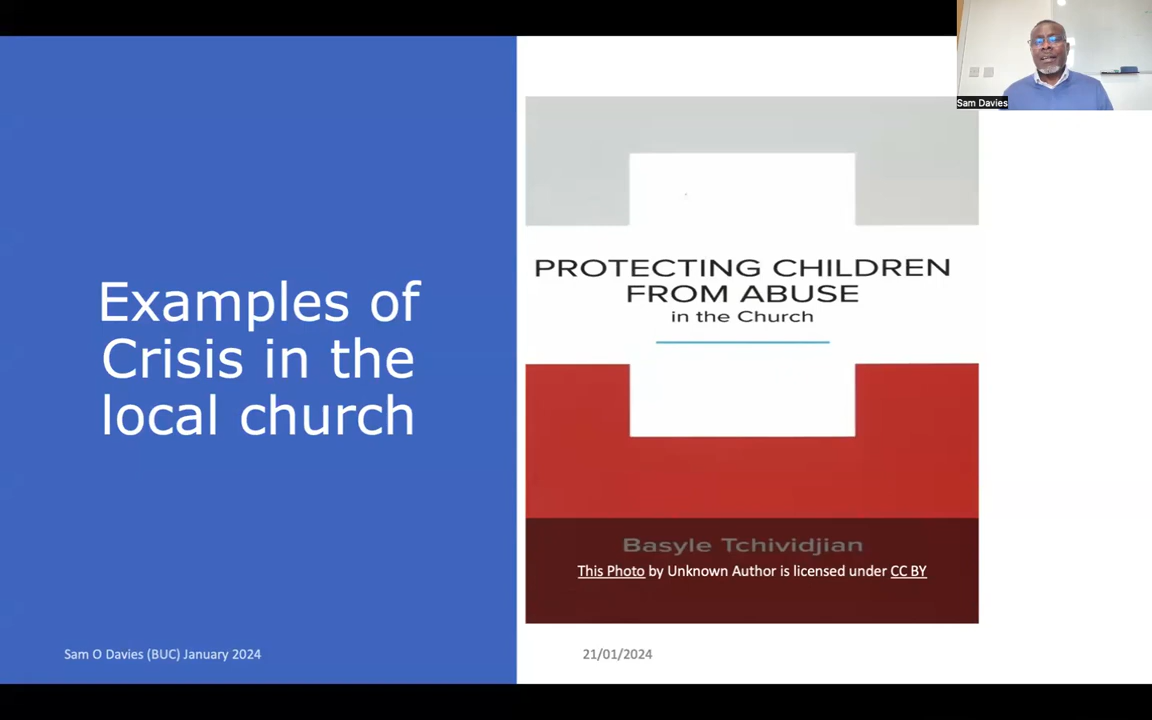 Sam Davies
Examples of
Crisis in the
local church
PROTECTING CHILDREN
FROM ABUSE
in the Church
Basyle Tchividjian
This Photo by Unknown Author is licensed under CC BY
Sam O Davies (BUC) January 2024
21/01/2024